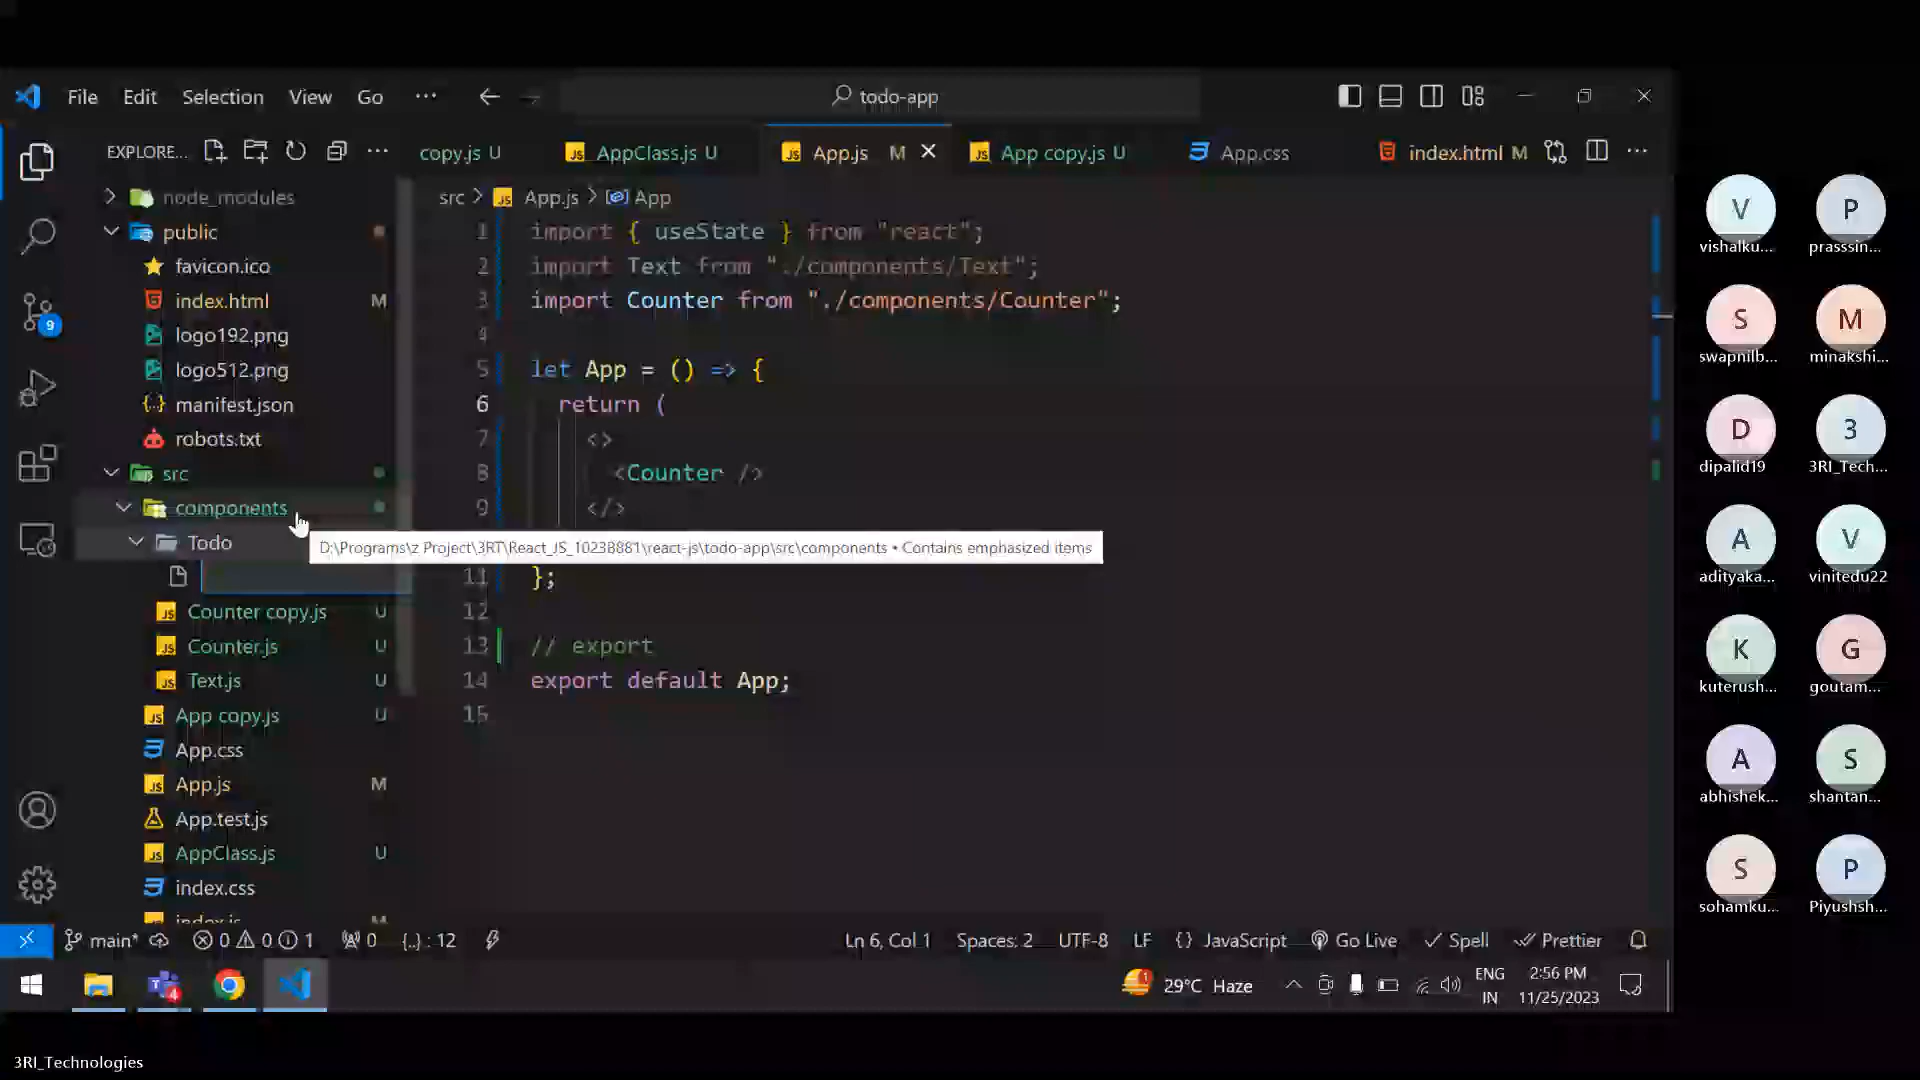 File Edit Selection View Go ··· todo-app
EXPLORE... ···
copy.js U AppClass.js U App.js M App copy.js U App.css index.html M ···
src > App.js > App
node_modules
public
favicon.ico
index.html M
logo192.png
logo512.png
manifest.json
robots.txt
src
components
Todo
D:\Programs\z Project\3RT\React_JS_10238881\react-js\todo-app\src\components • Contains emphasized items
Counter copy.js U
Counter.js U
Text.js U
App copy.js U
App.css
App.js M
App.test.js
AppClass.js U
index.css
index.js M
9
1 import { useState } from "react";
2 import Text from "./components/Text";
3 import Counter from "./components/Counter";
4
5 let App = () => {
6 return (
7 <>
8 <Counter />
9 </>
11 };
12
13 // export
14 export default App;
15
main* 0 0 1 0 {..} : 12
Ln 6, Col 1 Spaces: 2 UTF-8 LF {} JavaScript Go Live Spell Prettier
4
1
29°C Haze
ENG
IN
2:56 PM
11/25/2023
V P
vishalku... prasssin...
S M
swapnilb... minakshi...
D 3
dipalid19 3RI_Tech...
A V
adityaka... vinitedu22
K G
kuterush... goutam...
A S
abhishek... shantan...
S P
sohamku... Piyushsh...
3RI_Technologies